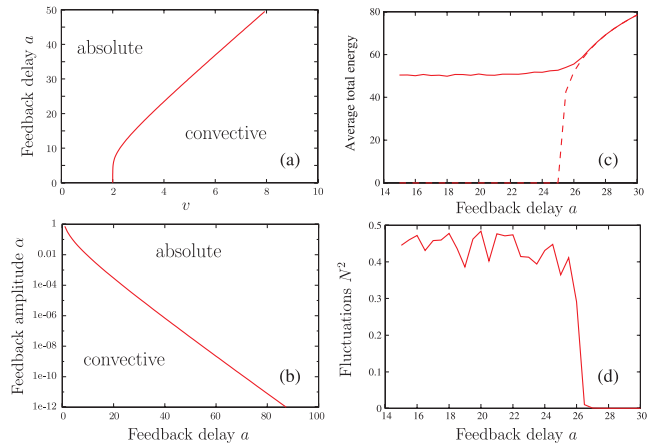 50
40
30
20
10
0
0 2 4 6 8 10
Feedback delay a
v
absolute
convective
(a)
80
60
40
20
0
14 16 18 20 22 24 26 28 30
Average total energy
Feedback delay a
(c)
1
0.01
1e-04
1e-06
1e-08
1e-10
1e-12
0 20 40 60 80 100
Feedback amplitude α
Feedback delay a
absolute
convective
(b)
0.5
0.4
0.3
0.2
0.1
0
14 16 18 20 22 24 26 28 30
Fluctuations N²
Feedback delay a
(d)